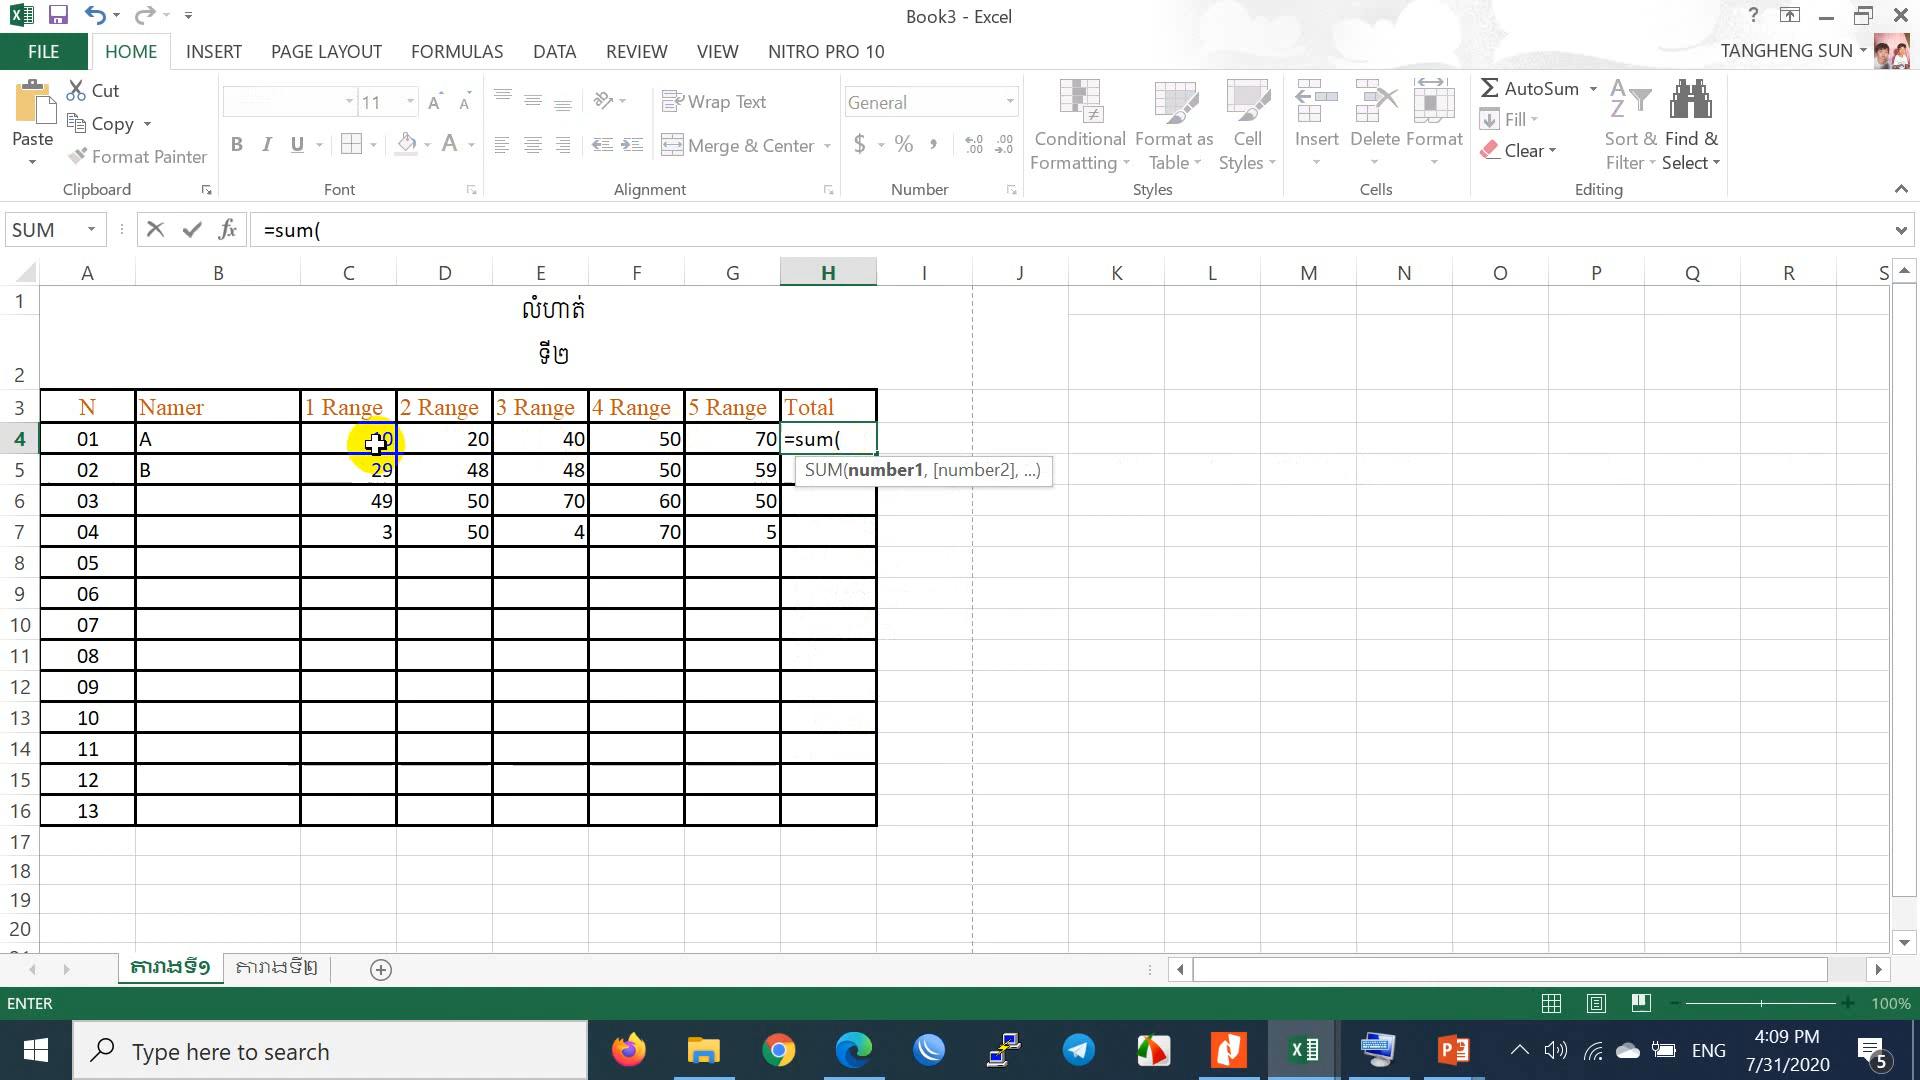 Book3 - Excel
FILE HOME INSERT PAGE LAYOUT FORMULAS DATA REVIEW VIEW NITRO PRO 10
TANGHENG SUN
Paste
Cut
Copy
Format Painter
11
B I U
Wrap Text
Merge & Center
General
$ % ,
Conditional Formatting
Format as Table
Cell Styles
Insert
Delete
Format
AutoSum
Fill
Clear
Sort & Filter
Find & Select
Clipboard Font Alignment Number Styles Cells Editing
SUM =sum(
A B C D E F G H I J K L M N O P Q R S
1 លំហាត់
2 ទី២
3 N Namer 1 Range 2 Range 3 Range 4 Range 5 Range Total
4 01 A 20 40 50 70 =sum(
5 02 B 29 48 48 50 59
SUM(number1, [number2], ...)
6 03 49 50 70 60 50
7 04 3 50 4 70 5
8 05
9 06
10 07
11 08
12 09
13 10
14 11
15 12
16 13
17
18
19
20
តារាងទី១ តារាងទី២
ENTER 100%
Type here to search
ENG
4:09 PM
7/31/2020
5